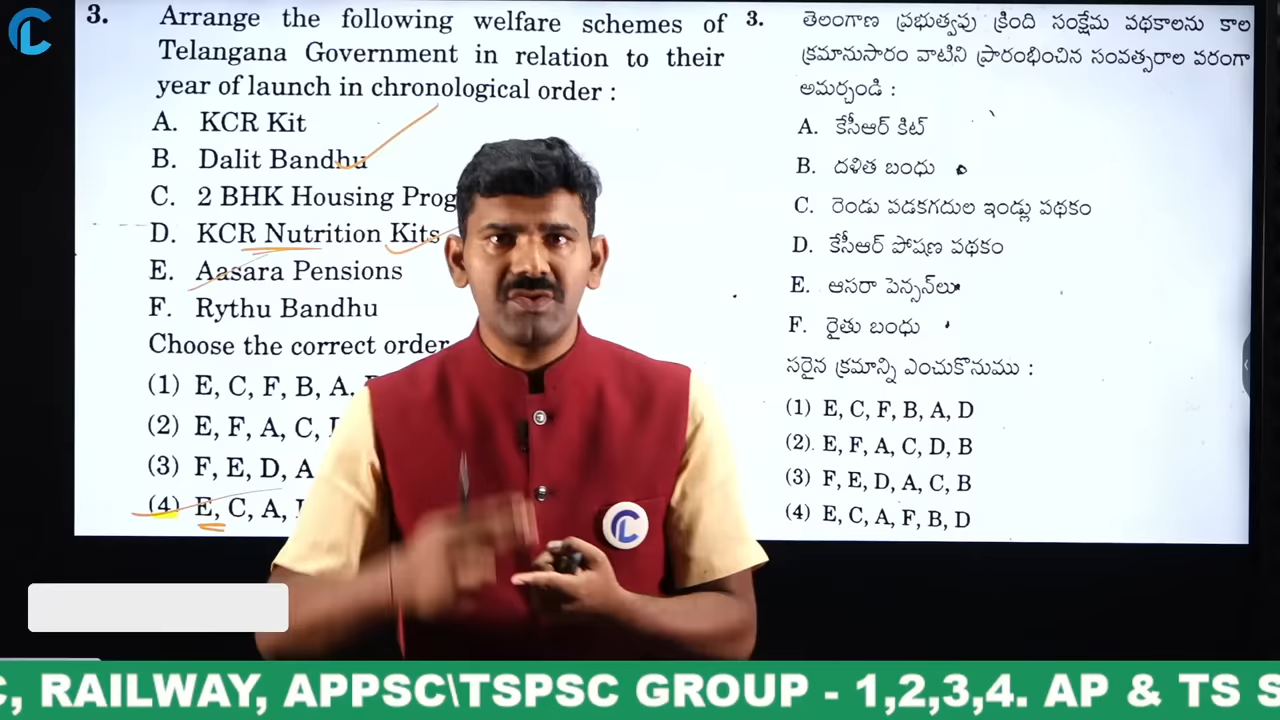 3. Arrange the following welfare schemes of
Telangana Government in relation to their
year of launch in chronological order :
A. KCR Kit
B. Dalit Bandhu
C. 2 BHK Housing Prog
D. KCR Nutrition Kits
E. Aasara Pensions
F. Rythu Bandhu
Choose the correct order
(1) E, C, F, B, A,
(2) E, F, A, C,
(3) F, E, D, A
(4) E, C, A,
3. తెలంగాణ ప్రభుత్వపు క్రింది సంక్షేమ పథకాలను కాల
క్రమానుసారం వాటిని ప్రారంభించిన సంవత్సరాల వరంగా
అమర్చండి :
A. కేసీఆర్ కిట్
B. దళిత బంధు
C. రెండు పడకగదుల ఇండ్లు పథకం
D. కేసీఆర్ పోషణ పథకం
E. ఆసరా పెన్సన్‌లు
F. రైతు బంధు
సరైన క్రమాన్ని ఎంచుకొనుము :
(1) E, C, F, B, A, D
(2). E, F, A, C, D, B
(3) F, E, D, A, C, B
(4) E, C, A, F, B, D
C, RAILWAY, APPSC\TSPSC GROUP - 1,2,3,4. AP & TS S